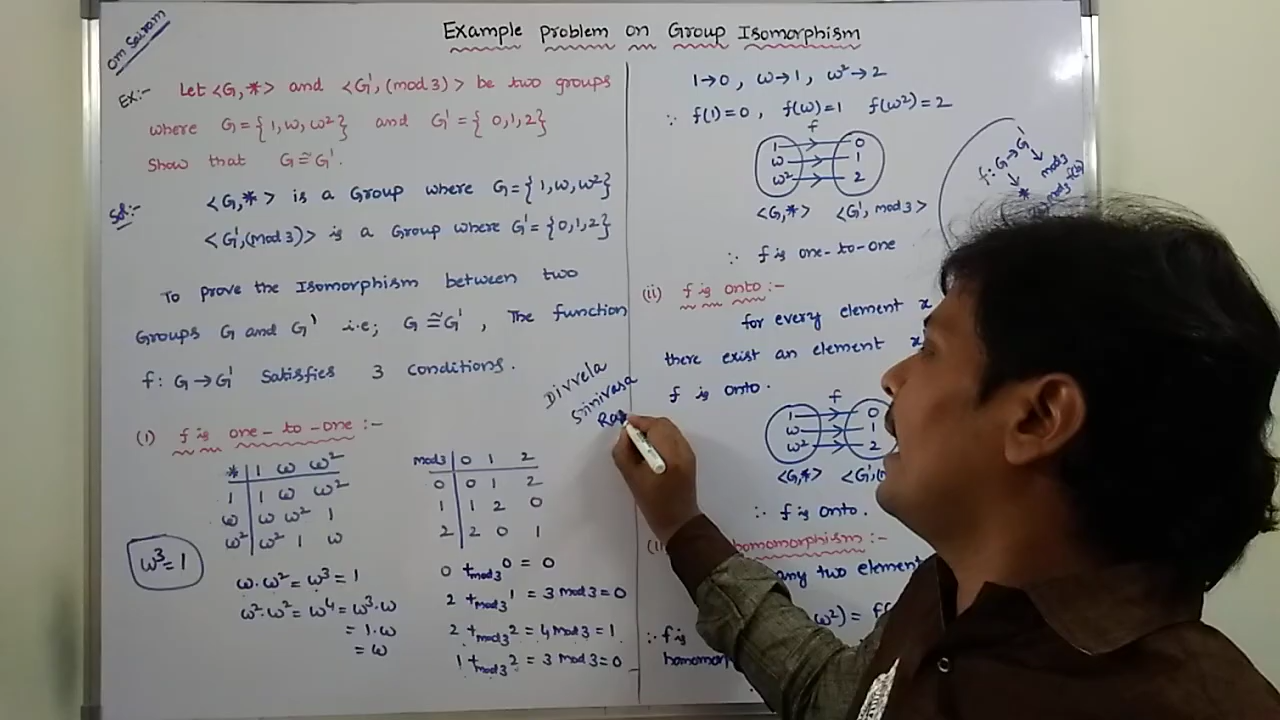 Om Sairam
Example problem on Group Isomorphism
Ex:- Let <G, *> and <G', (mod 3)> be two groups
where G = { 1, ω, ω² } and G' = { 0, 1, 2 }
Show that G ≅ G'.
Sol:- <G, *> is a Group where G = { 1, ω, ω² }
<G', (mod 3)> is a Group where G' = { 0, 1, 2 }
To prove the Isomorphism between two
Groups G and G' i.e; G ≅ G', The function
f: G → G' Satisfies 3 conditions.
(i) f is one-to-one :-
* | 1 ω ω²
1 | 1 ω ω²
ω | ω ω² 1
ω² | ω² 1 ω
ω³ = 1
ω·ω² = ω³ = 1
ω²·ω² = ω⁴ = ω³·ω
= 1·ω
= ω
mod3 | 0 1 2
0 | 0 1 2
1 | 1 2 0
2 | 2 0 1
0 +mod3 0 = 0
2 +mod3 1 = 3 mod 3 = 0
2 +mod3 2 = 4 mod 3 = 1
1 +mod3 2 = 3 mod 3 = 0
Divvela
Srinivasa
1 → 0, ω → 1, ω² → 2
∴ f(1) = 0, f(ω) = 1 f(ω²) = 2
f
1 0
ω 1
ω² 2
<G, *> <G', mod 3>
∴ f is one-to-one
f: G → G'
* mod 3
(ii) f is onto :-
for every element x
there exist an element x
f is onto.
f
1 0
ω 1
ω² 2
<G, *> <G',
∴ f is onto.
homomorphism :-
any two element
ω²) =
∴ f is